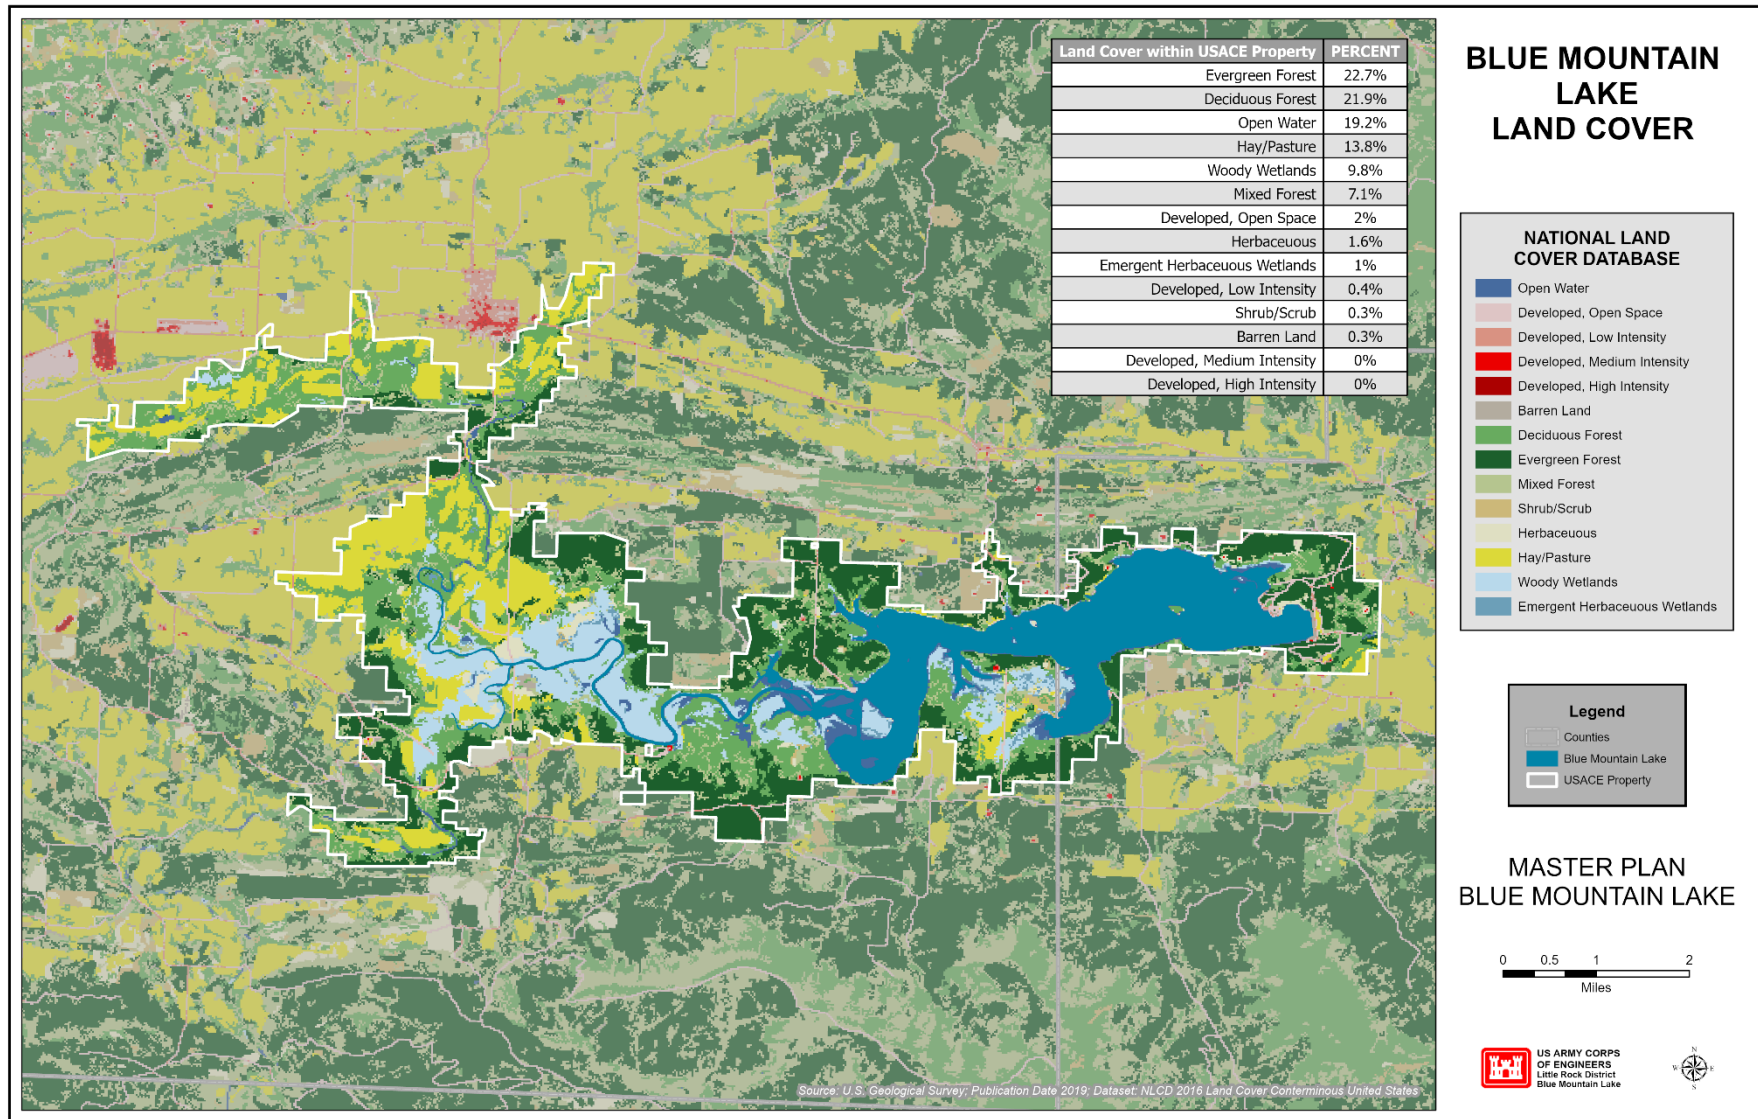 Land Cover within USACE Property PERCENT
Evergreen Forest 22.7%
Deciduous Forest 21.9%
Open Water 19.2%
Hay/Pasture 13.8%
Woody Wetlands 9.8%
Mixed Forest 7.1%
Developed, Open Space 2%
Herbaceuous 1.6%
Emergent Herbaceuous Wetlands 1%
Developed, Low Intensity 0.4%
Shrub/Scrub 0.3%
Barren Land 0.3%
Developed, Medium Intensity 0%
Developed, High Intensity 0%
BLUE MOUNTAIN
LAKE
LAND COVER
NATIONAL LAND
COVER DATABASE
Open Water
Developed, Open Space
Developed, Low Intensity
Developed, Medium Intensity
Developed, High Intensity
Barren Land
Deciduous Forest
Evergreen Forest
Mixed Forest
Shrub/Scrub
Herbaceuous
Hay/Pasture
Woody Wetlands
Emergent Herbaceuous Wetlands
Legend
Counties
Blue Mountain Lake
USACE Property
MASTER PLAN
BLUE MOUNTAIN LAKE
0 0.5 1 2
Miles
US ARMY CORPS
OF ENGINEERS
Little Rock District
Blue Mountain Lake
N
W E
S
Source: U.S. Geological Survey; Publication Date 2019; Dataset: NLCD 2016 Land Cover Conterminous United States